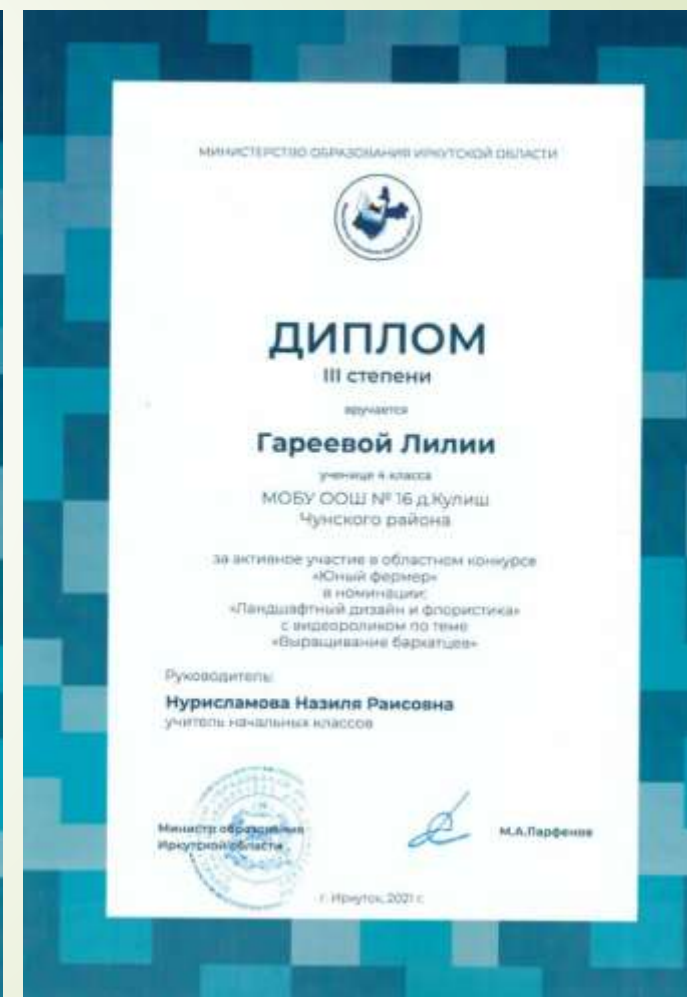 МИНИСТЕРСТВО ОБРАЗОВАНИЯ ИРКУТСКОЙ ОБЛАСТИ
ДИПЛОМ
III степени
вручается
Гареевой Лилии
ученице 4 класса
МОБУ ООШ № 16 д.Кулиш
Чунского района
за активное участие в областном конкурсе
«Юный фермер»
в номинации:
«Ландшафтный дизайн и флористика»
с видеороликом по теме
«Выращивание бархатцев»
Руководитель:
Нурисламова Назиля Раисовна
учитель начальных классов
Министр образования
Иркутской области
М.А.Парфенов
г. Иркутск, 2021 г.